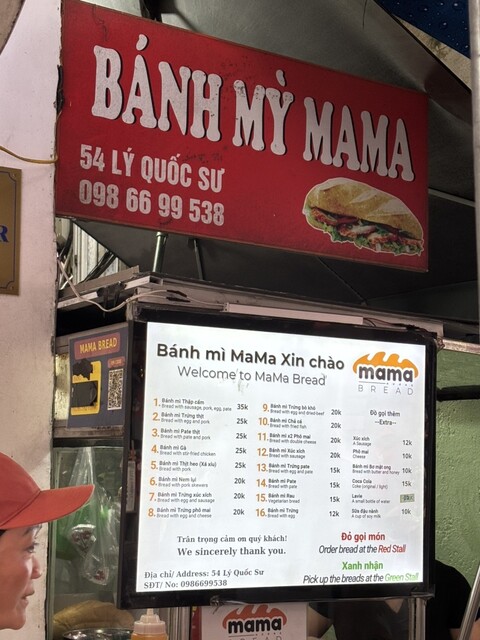 BÁNH MỲ MAMA
54 LÝ QUỐC SƯ
098 66 99 538
R
MAMA BREAD
Bánh mì MaMa Xin chào
Welcome to MaMa Bread
mama
BREAD
1. Bánh mì Thập cẩm 35k
Bread with sausage, pork, egg, pate
2. Bánh mì Trứng thịt 25k
Bread with egg and pork
3. Bánh mì Pate thịt 25k
Bread with pate and pork
4. Bánh mì Gà 25k
Bread with stir-fried chicken
5. Bánh mì Thịt heo (Xá xíu) 25k
Bread with pork
6. Bánh mì Nem lụi 20k
Bread with pork skewers
7. Bánh mì Trứng xúc xích 20k
Bread with egg and sausage
8. Bánh mì Trứng phô mai 20k
Bread with egg and cheese
9. Bánh mì Trứng bò khô 20k
Bread with egg and dried beef
10. Bánh mì Chả cá 20k
Bread with fried fish
11. Bánh mì x2 Phô mai 20k
Bread with double cheese
12. Bánh mì Xúc xích 20k
Bread with sausage
13. Bánh mì Trứng pate 15k
Bread with egg and pate
14. Bánh mì Pate 15k
Bread with pate
15. Bánh mì Rau 15k
Vegetarian bread
16. Bánh mì Trứng 12k
Bread with egg
Đồ gọi thêm
--Extra--
Xúc xích 12k
A Sausage
Phô mai 10k
Cheese
Bánh mì Bơ mật ong 15k
Bread with butter and honey
Coca Cola 15k
Coke (original / light)
Lavie
A small bottle of water
Sữa đậu nành 10k
A cup of soy milk
Trân trọng cảm ơn quý khách!
We sincerely thank you.
Địa chỉ/ Address: 54 Lý Quốc Sư
SĐT/ No: 0986699538
Đỏ gọi món
Order bread at the Red Stall
Xanh nhận
Pick up the breads at the Green Stall
mama
BREAD